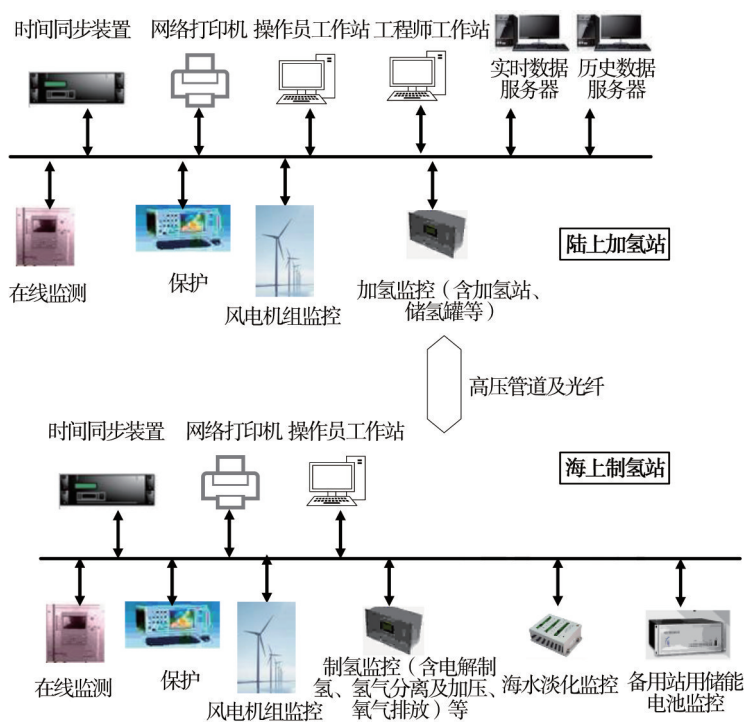 时间同步装置
网络打印机
操作员工作站
工程师工作站
实时数据
服务器
历史数据
服务器
在线监测
保护
风电机组监控
加氢监控（含加氢站、
储氢罐等）
陆上加氢站
高压管道及光纤
时间同步装置
网络打印机
操作员工作站
海上制氢站
在线监测
保护
风电机组监控
制氢监控（含电解制
氢、氢气分离及加压、
氧气排放）等
海水淡化监控
备用站用储能
电池监控